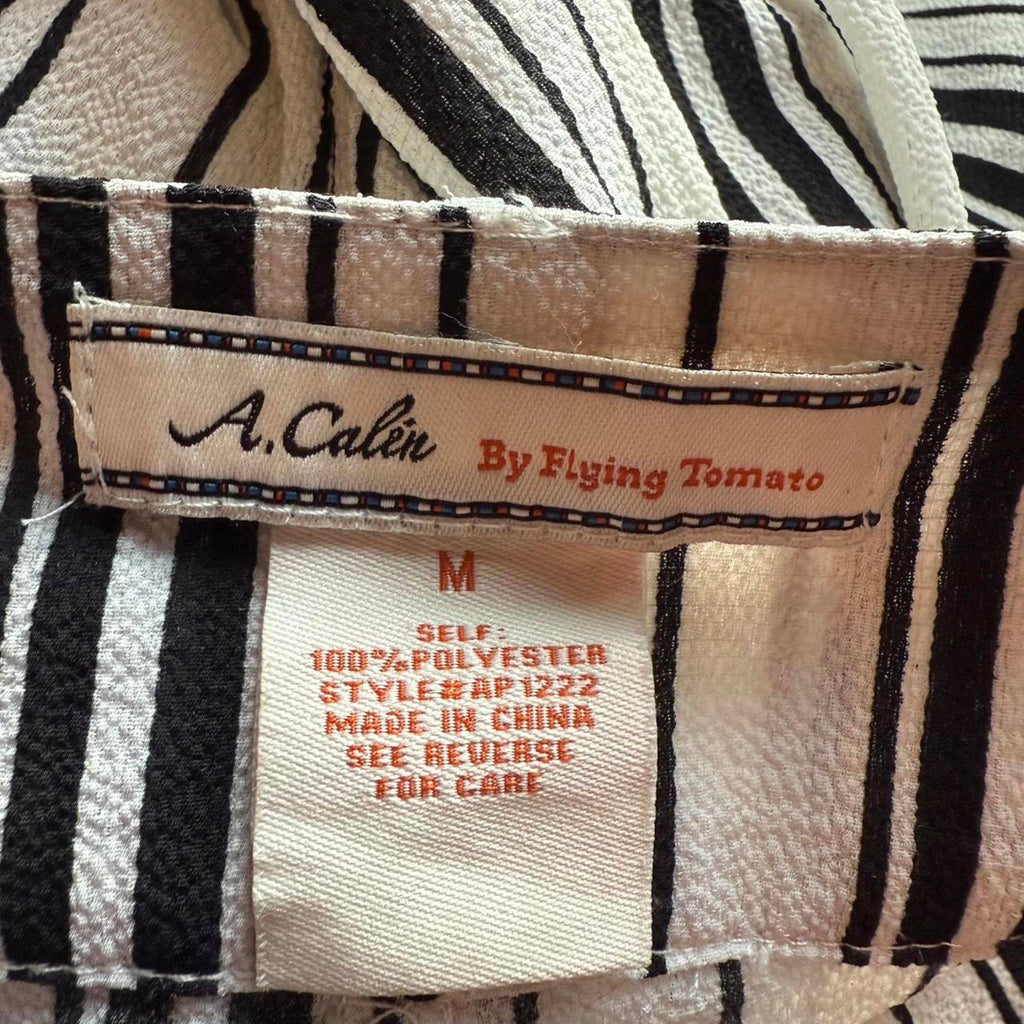 A.Calén By Flying Tomato
M
SELF:
100%POLYESTER
STYLE#AP1222
MADE IN CHINA
SEE REVERSE
FOR CARE